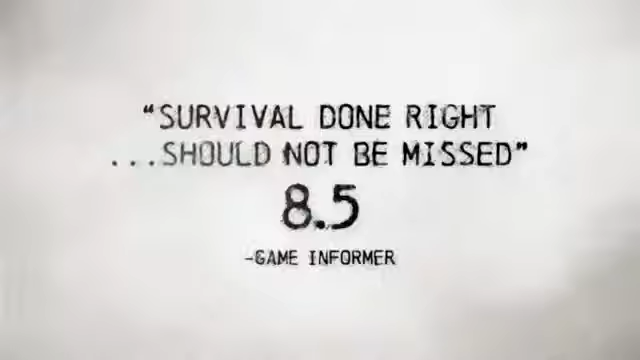 “SURVIVAL DONE RIGHT
...SHOULD NOT BE MISSED”
8.5
-GAME INFORMER